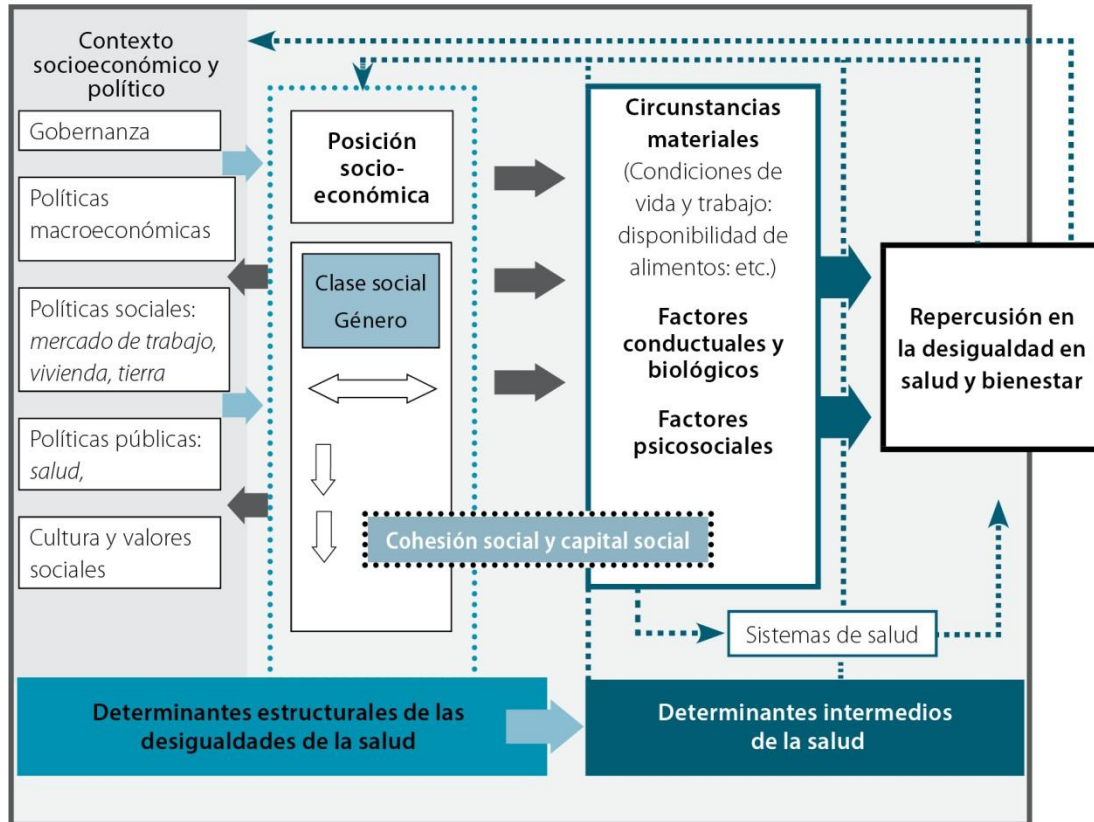 Contexto
socioeconómico y
político
Gobernanza
Políticas
macroeconómicas
Políticas sociales:
mercado de trabajo,
vivienda, tierra
Políticas públicas:
salud,
Cultura y valores
sociales
Posición
socio-
económica
Clase social
Género
Cohesión social y capital social
Circunstancias
materiales
(Condiciones de
vida y trabajo:
disponibilidad de
alimentos: etc.)
Factores
conductuales y
biológicos
Factores
psicosociales
Sistemas de salud
Repercusión en
la desigualdad en
salud y bienestar
Determinantes estructurales de las
desigualdades de la salud
Determinantes intermedios
de la salud